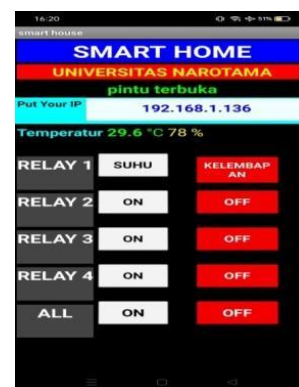 16:20
51%
smart house
SMART HOME
UNIVERSITAS NAROTAMA
pintu terbuka
Put Your IP 192.168.1.136
Temperatur 29.6 °C 78 %
RELAY 1 SUHU KELEMBAP
AN
RELAY 2 ON OFF
RELAY 3 ON OFF
RELAY 4 ON OFF
ALL ON OFF